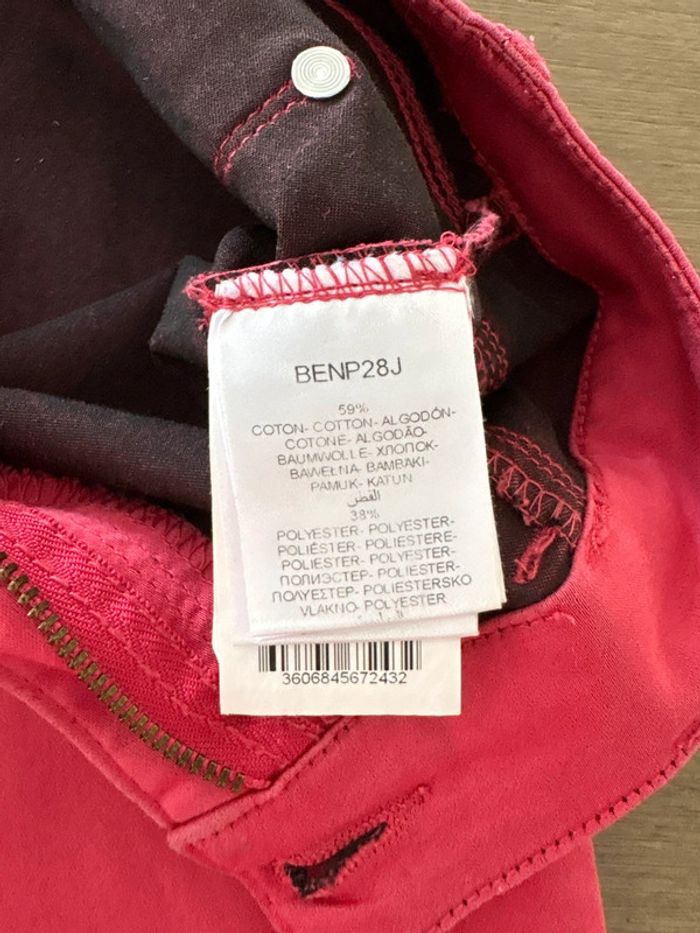 BENP28J
59%
COTON- COTTON- ALGODÓN-
COTONE- ALGODÃO-
BAUMWOLLE- ХЛОПОК-
BAWEŁNA- BAMBAKI-
PAMUK- KATUN
القطن
38%
POLYESTER- POLYESTER-
POLIÉSTER- POLIESTERE-
POLIESTER- POLYESTER-
ПОЛИЭСТЕР- POLIESTER-
ΠΟΛΥΕΣΤΕΡ- POLIESTERSKO
VLAKNO- POLYESTER
3606845672432